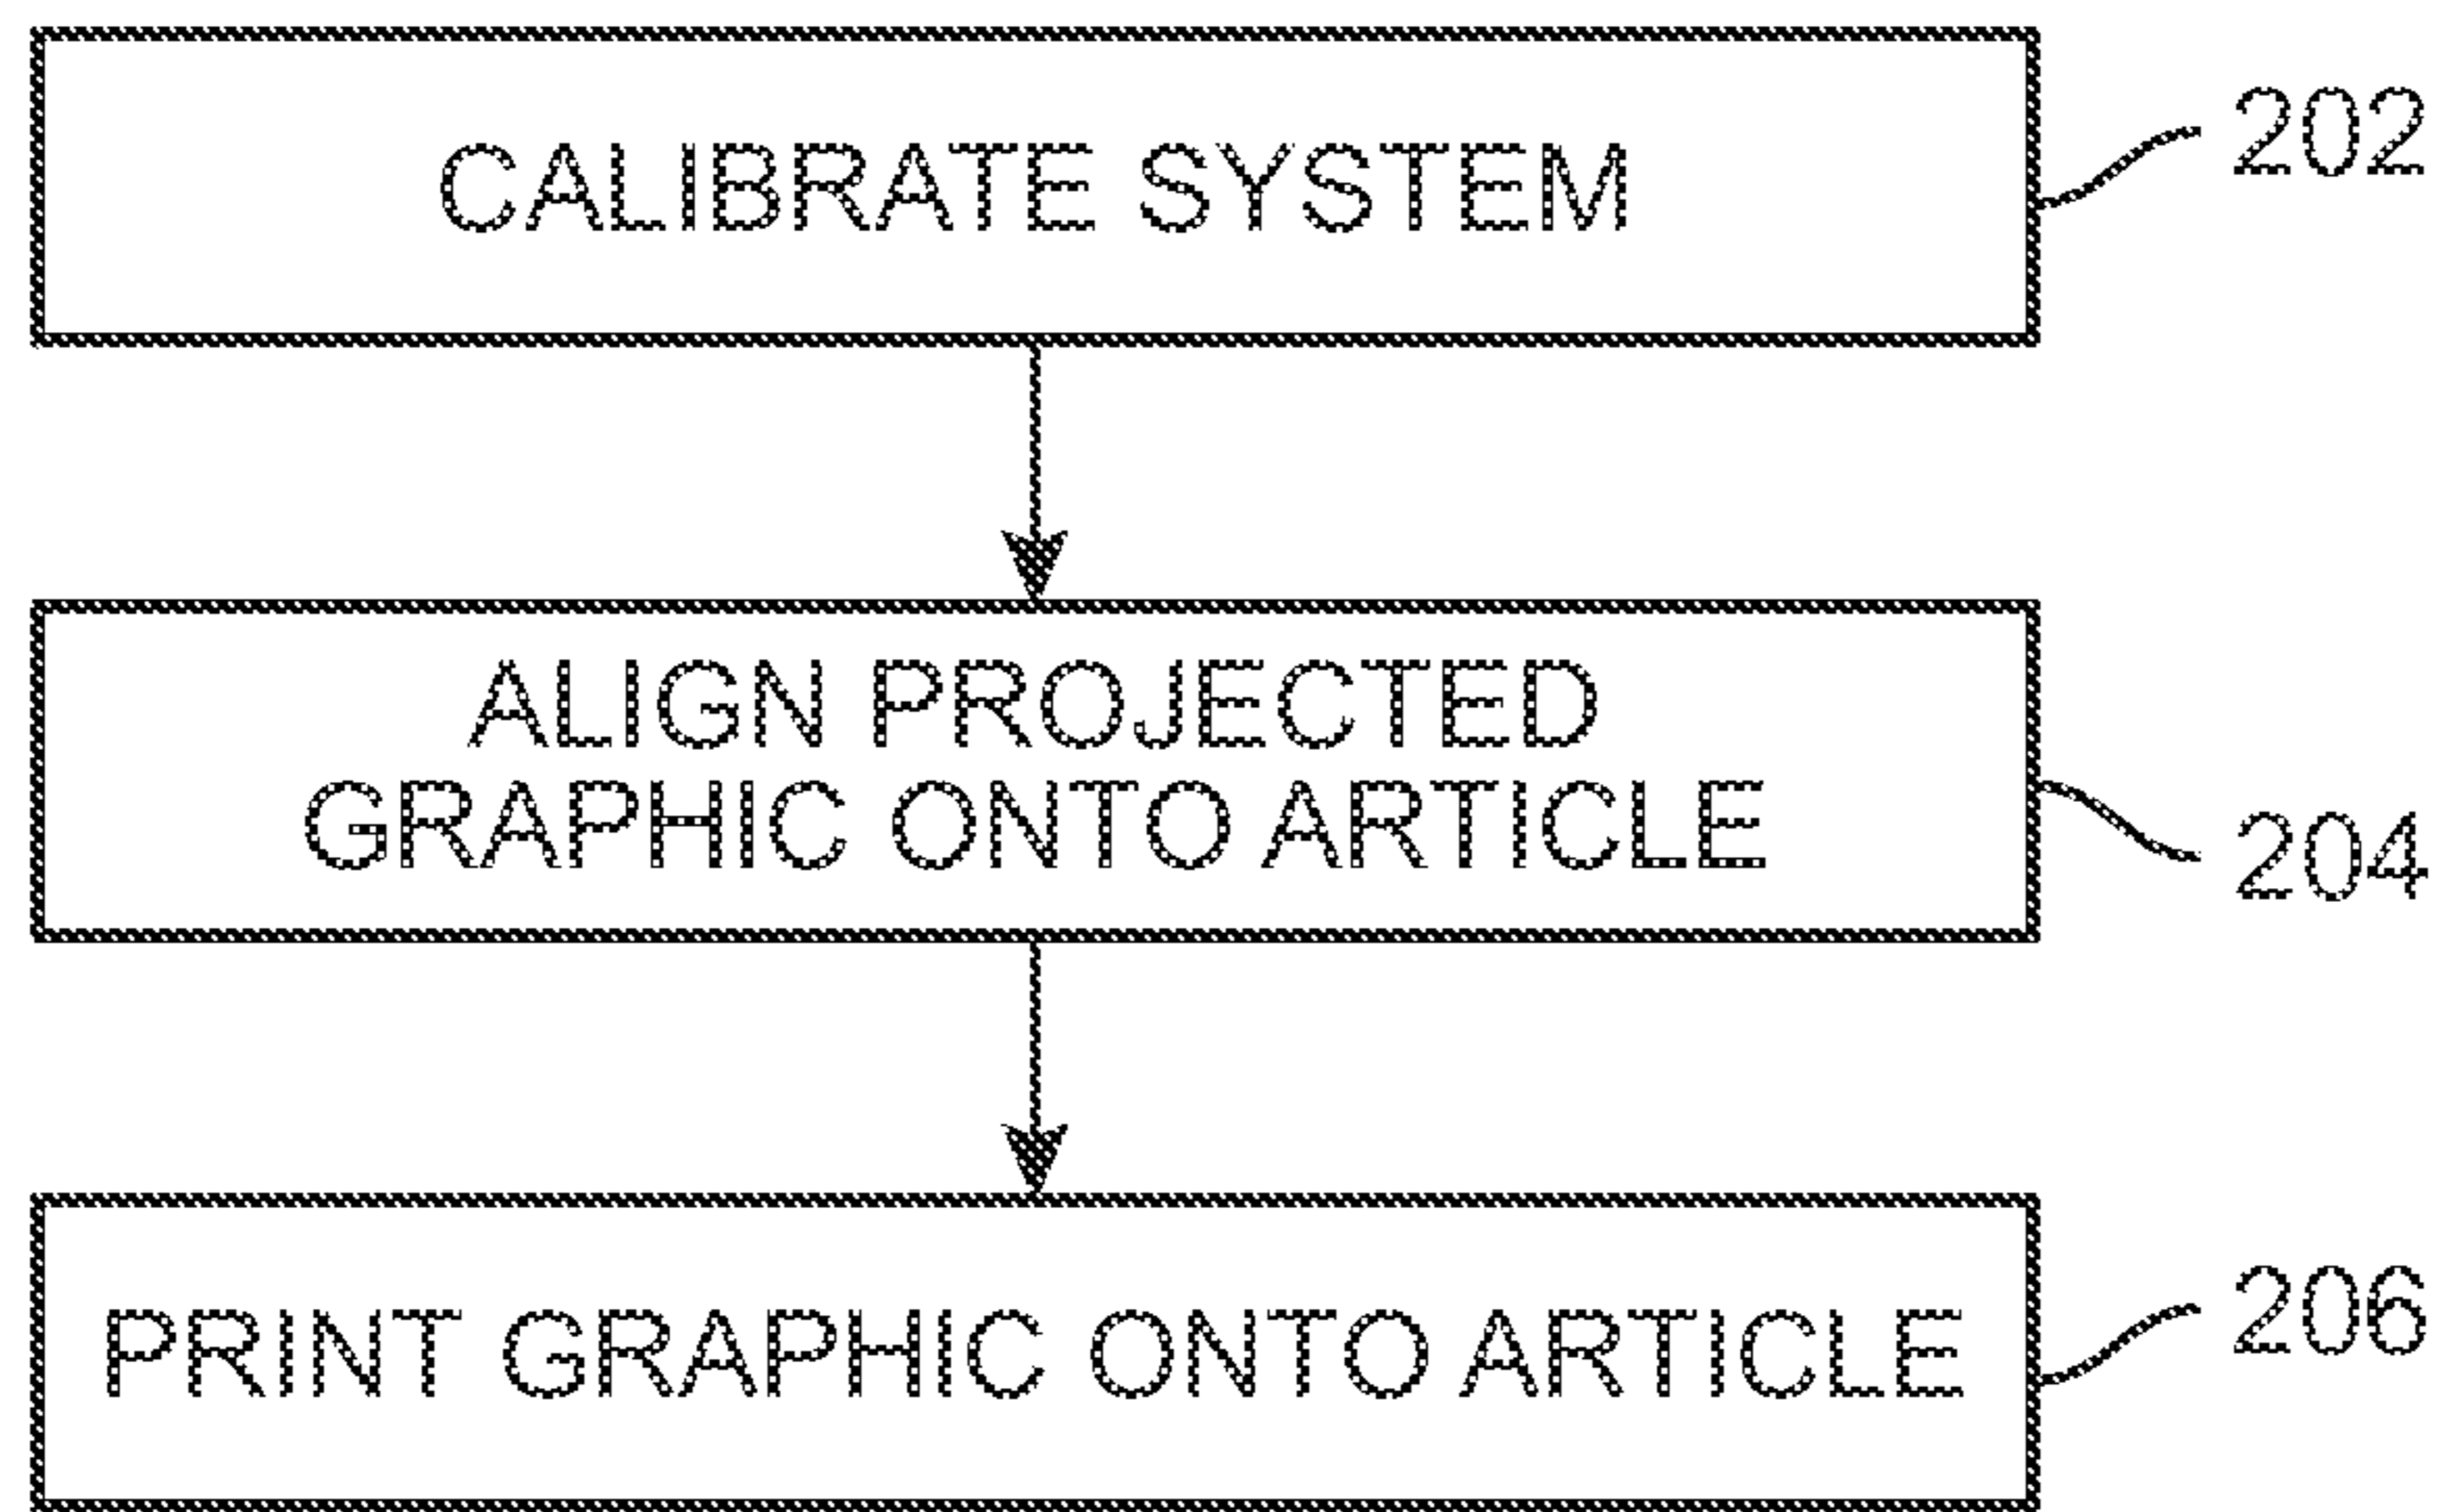 CALIBRATE SYSTEM
202
ALIGN PROJECTED
GRAPHIC ONTO ARTICLE
204
PRINT GRAPHIC ONTO ARTICLE
206